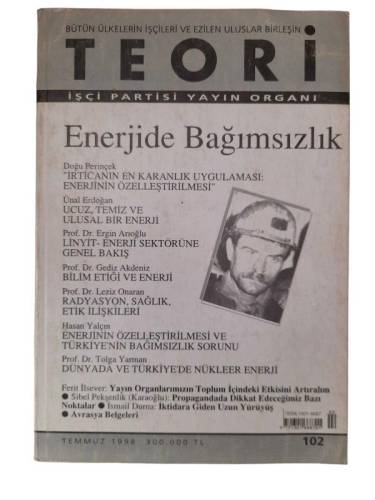 BÜTÜN ÜLKELERİN İŞÇİLERİ VE EZİLEN ULUSLAR BİRLEŞİN
TEORİ
İŞÇİ PARTİSİ YAYIN ORGANI
Enerjide Bağımsızlık
Doğu Perinçek
"İRTİCANIN EN KARANLIK UYGULAMASI:
ENERJİNİN ÖZELLEŞTİRİLMESİ"
Ünal Erdoğan
UCUZ, TEMİZ VE
ULUSAL BİR ENERJİ
Prof. Dr. Ergin Arıoğlu
LİNYİT- ENERJİ SEKTÖRÜNE
GENEL BAKIŞ
Prof. Dr. Gediz Akdeniz
BİLİM ETİĞİ VE ENERJİ
Prof. Dr. Leziz Onaran
RADYASYON, SAĞLIK,
ETİK İLİŞKİLERİ
Hasan Yalçın
ENERJİNİN ÖZELLEŞTİRİLMESİ VE
TÜRKİYE'NİN BAĞIMSIZLIK SORUNU
Prof. Dr. Tolga Yarman
DÜNYADA VE TÜRKİYE'DE NÜKLEER ENERJİ
Ferit İlsever: Yayın Organlarımızın Toplum İçindeki Etkisini Artıralım
● Sibel Pekşenlik (Karaoğlu): Propagandada Dikkat Edeceğimiz Bazı
Noktalar ● İsmail Durna: İktidara Giden Uzun Yürüyüş
● Avrasya Belgeleri
TEMMUZ 1998 300.000 TL
102